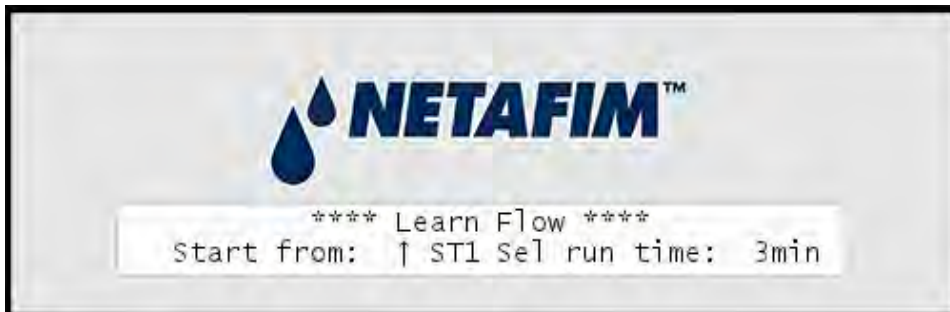 NETAFIM™
**** Learn Flow ****
Start from: ↑ ST1 Sel run time: 3min